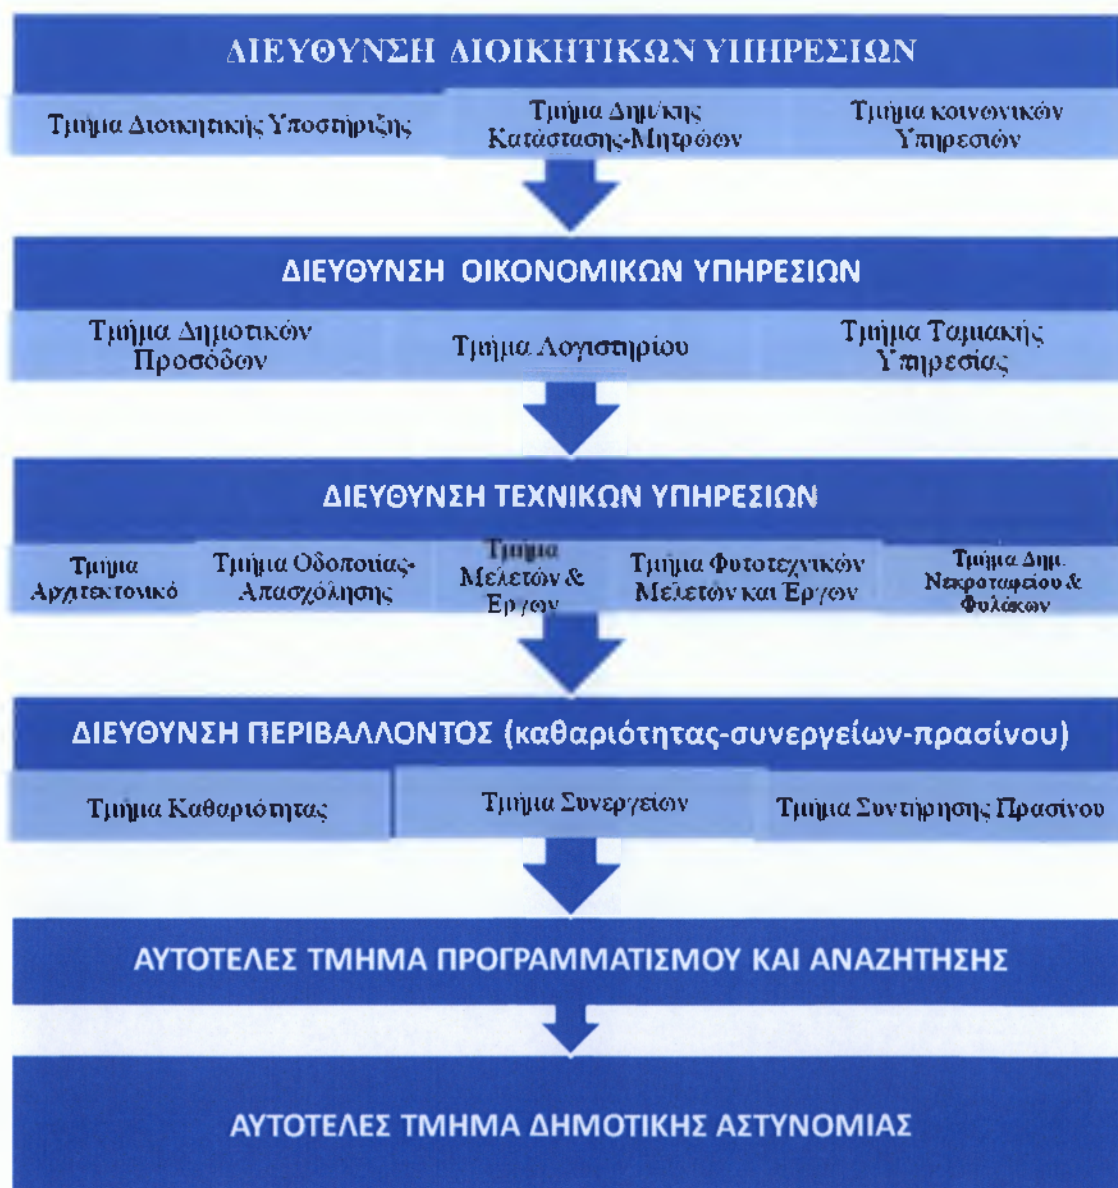 ΔΙΕΥΘΥΝΣΗ ΔΙΟΙΚΗΤΙΚΩΝ ΥΠΗΡΕΣΙΩΝ
Τμήμα Διοικητικής Υποστήριξης
Τμήμα Δημ/κης
Κατάστασης-Μητρώων
Τμήμα κοινωνικών
Υπηρεσιών
ΔΙΕΥΘΥΝΣΗ ΟΙΚΟΝΟΜΙΚΩΝ ΥΠΗΡΕΣΙΩΝ
Τμήμα Δημοτικών
Προσόδων
Τμήμα Λογιστηρίου
Τμήμα Ταμιακής
Υπηρεσίας
ΔΙΕΥΘΥΝΣΗ ΤΕΧΝΙΚΩΝ ΥΠΗΡΕΣΙΩΝ
Τμήμα
Αρχιτεκτονικό
Τμήμα Οδοποιίας-
Απασχόλησης
Τμήμα
Μελετών &
Έργων
Τμήμα Φυτοτεχνικών
Μελετών και Έργων
Τμήμα Δημ.
Νεκροταφείου &
Φυλάκων
ΔΙΕΥΘΥΝΣΗ ΠΕΡΙΒΑΛΛΟΝΤΟΣ (καθαριότητας-συνεργείων-πρασίνου)
Τμήμα Καθαριότητας
Τμήμα Συνεργείων
Τμήμα Συντήρησης Πρασίνου
ΑΥΤΟΤΕΛΕΣ ΤΜΗΜΑ ΠΡΟΓΡΑΜΜΑΤΙΣΜΟΥ ΚΑΙ ΑΝΑΖΗΤΗΣΗΣ
ΑΥΤΟΤΕΛΕΣ ΤΜΗΜΑ ΔΗΜΟΤΙΚΗΣ ΑΣΤΥΝΟΜΙΑΣ